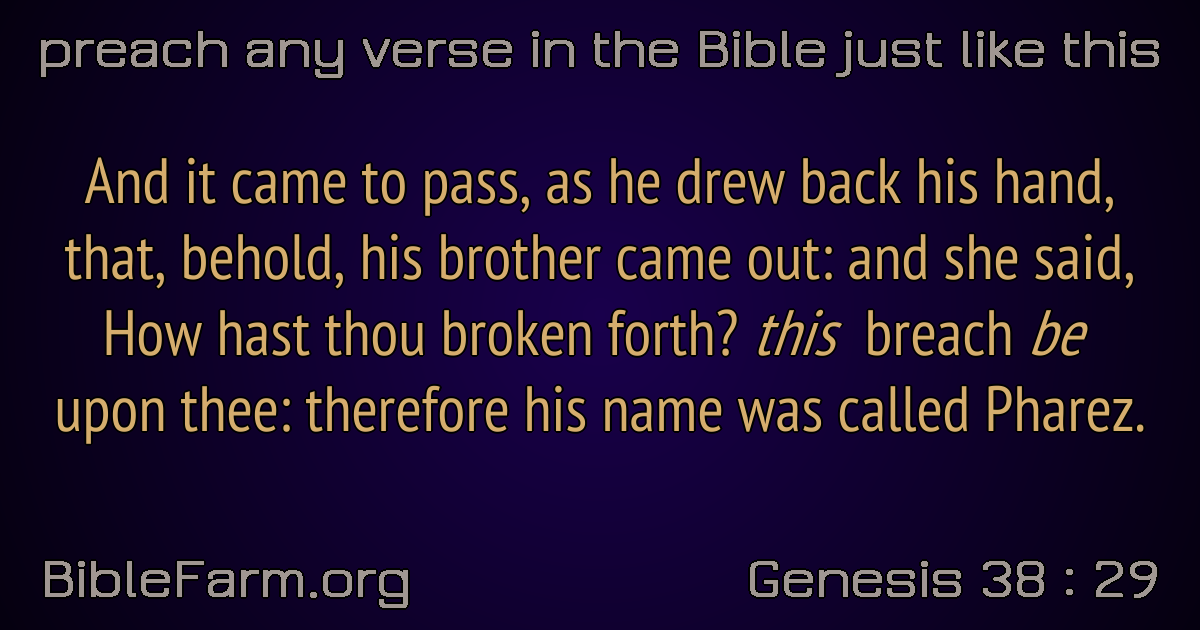 preach any verse in the Bible just like this
And it came to pass, as he drew back his hand,
that, behold, his brother came out: and she said,
How hast thou broken forth? this breach be
upon thee: therefore his name was called Pharez.
BibleFarm.org
Genesis 38 : 29